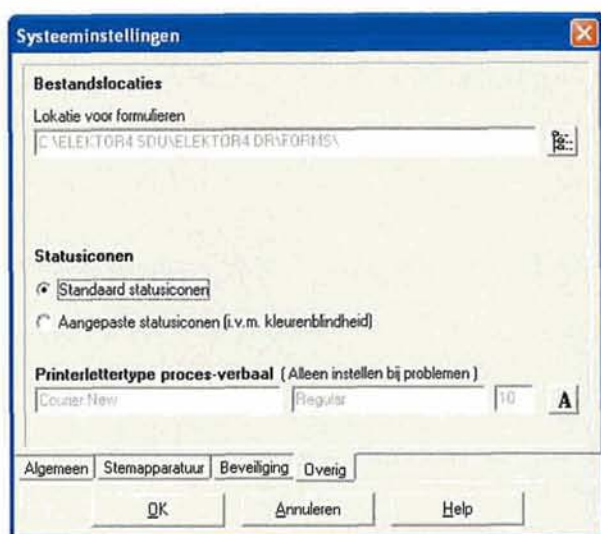 Systeeminstellingen
Bestandslocaties
Lokatie voor formulieren
C:\ELEKTOR4 SDU\ELEKTOR4 DR\FORMS\
Statusiconen
Standaard statusiconen
Aangepaste statusiconen (i.v.m. kleurenblindheid)
Printerlettertype proces-verbaal (Alleen instellen bij problemen)
Courier New Regular 10 A
Algemeen Stemapparatuur Beveiliging Overig
OK Annuleren Help